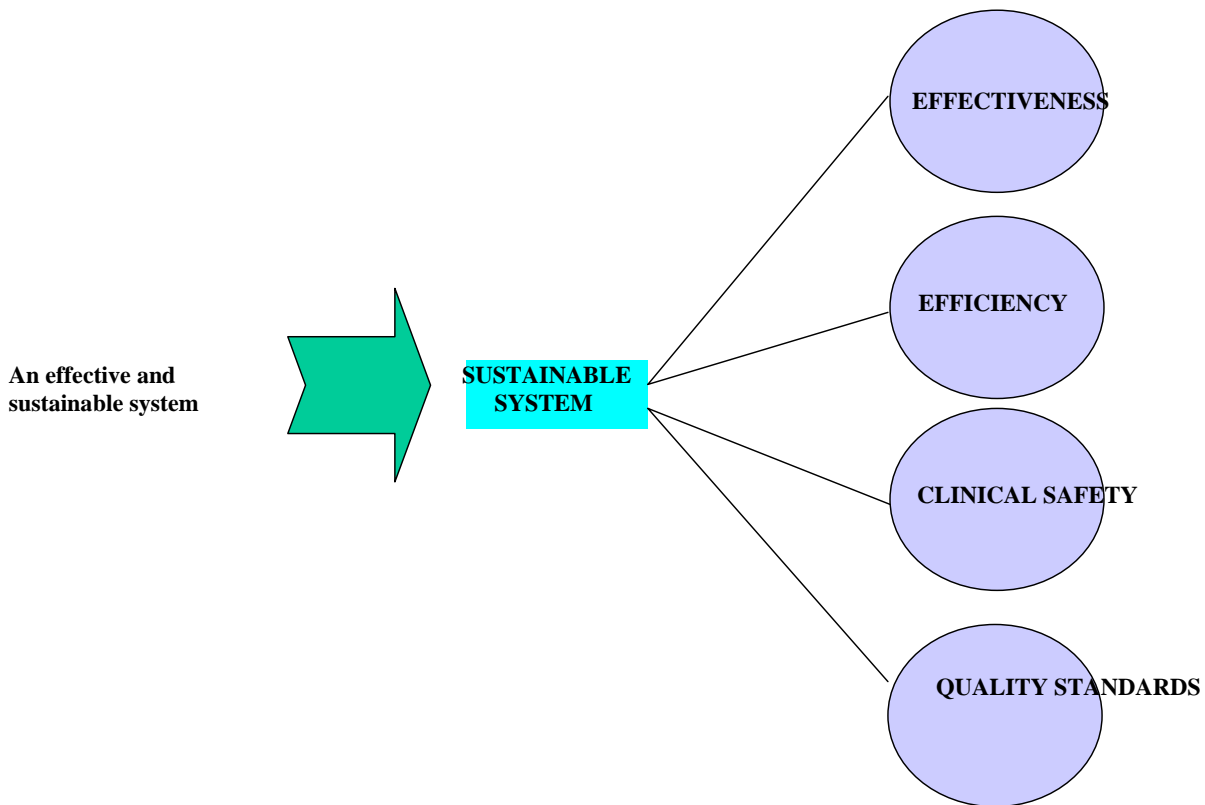 An effective and
sustainable system
SUSTAINABLE
SYSTEM
EFFECTIVENESS
EFFICIENCY
CLINICAL SAFETY
QUALITY STANDARDS